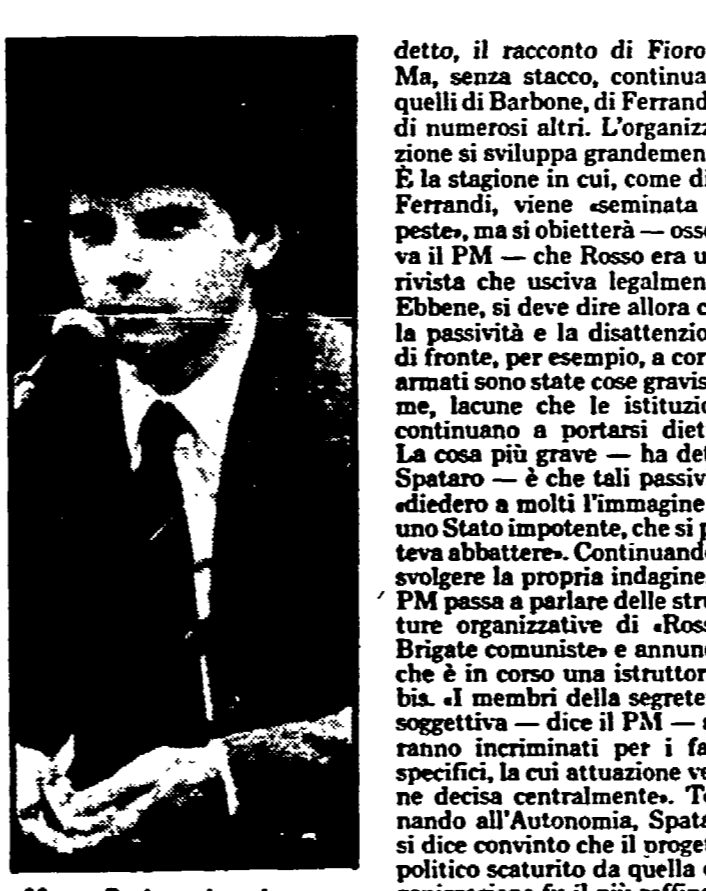 detto, il racconto di Fioro
Ma, senza stacco, continua
quelli di Barbone, di Ferrand
di numerosi altri. L'organizz
zione si sviluppa grandemen
È la stagione in cui, come di
Ferrandi, viene «seminata
peste», ma si obietterà — osse
va il PM — che Rosso era u
rivista che usciva legalmen
Ebbene, si deve dire allora c
la passività e la disattenzio
di fronte, per esempio, a cor
armati sono state cose gravis
me, lacune che le istituzio
continuano a portarsi diet
La cosa più grave — ha det
Spataro — è che tali passiv
«diedero a molti l'immagine
uno Stato impotente, che si p
teva abbattere». Continuand
svolgere la propria indagine
PM passa a parlare delle stru
ture organizzative di «Ross
Brigate comuniste» e annunc
che è in corso una istruttor
bis. «I membri della segrete
soggettiva — dice il PM — s
ranno incriminati per i fa
specifici, la cui attuazione ve
ne decisa centralmente». To
nando all'Autonomia, Spata
si dice convinto che il proget
politico scaturito da quella